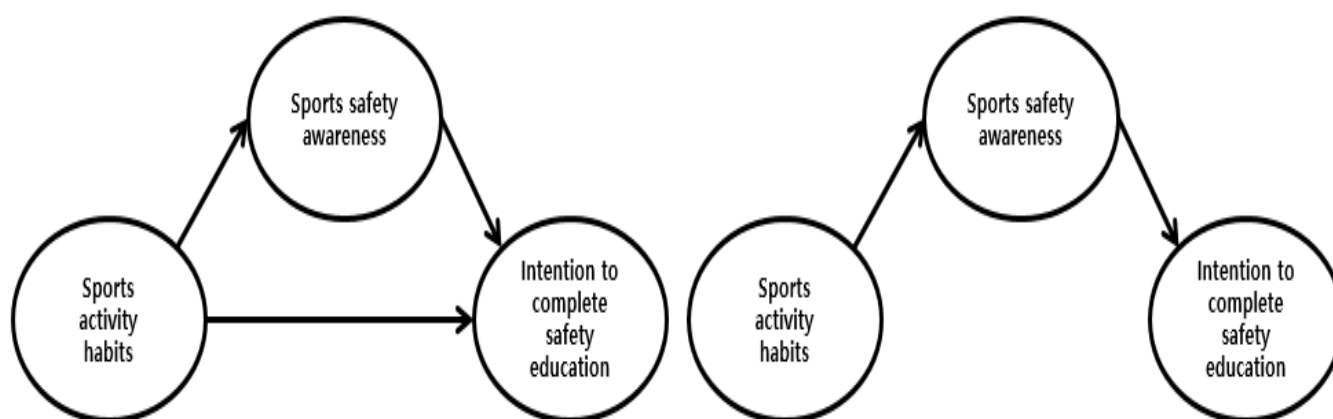 Sports safety
awareness
Sports
activity
habits
Intention to
complete
safety
education
Sports safety
awareness
Sports
activity
habits
Intention to
complete
safety
education